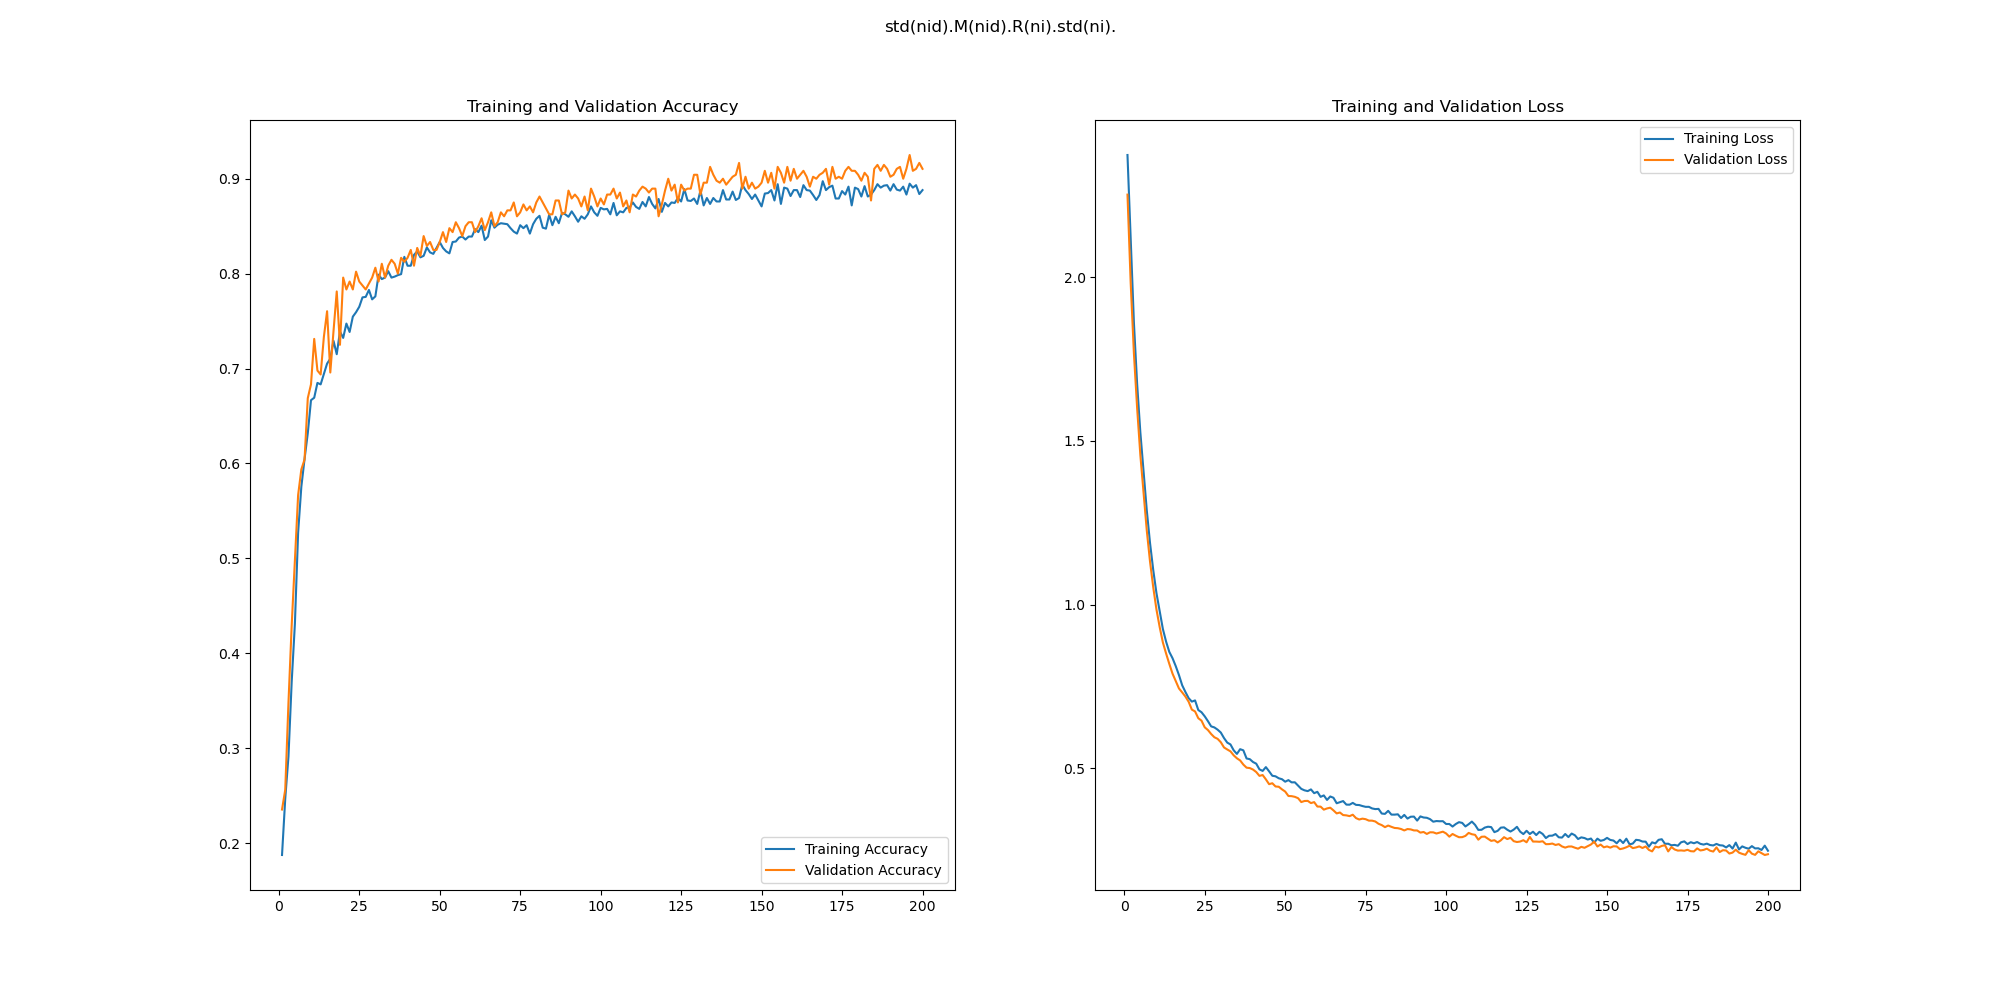 std(nid).M(nid).R(ni).std(ni).
Training and Validation Accuracy
0.9
0.8
0.7
0.6
0.5
0.4
0.3
0.2
0 25 50 75 100 125 150 175 200
Training Accuracy
Validation Accuracy
Training and Validation Loss
2.0
1.5
1.0
0.5
0 25 50 75 100 125 150 175 200
Training Loss
Validation Loss